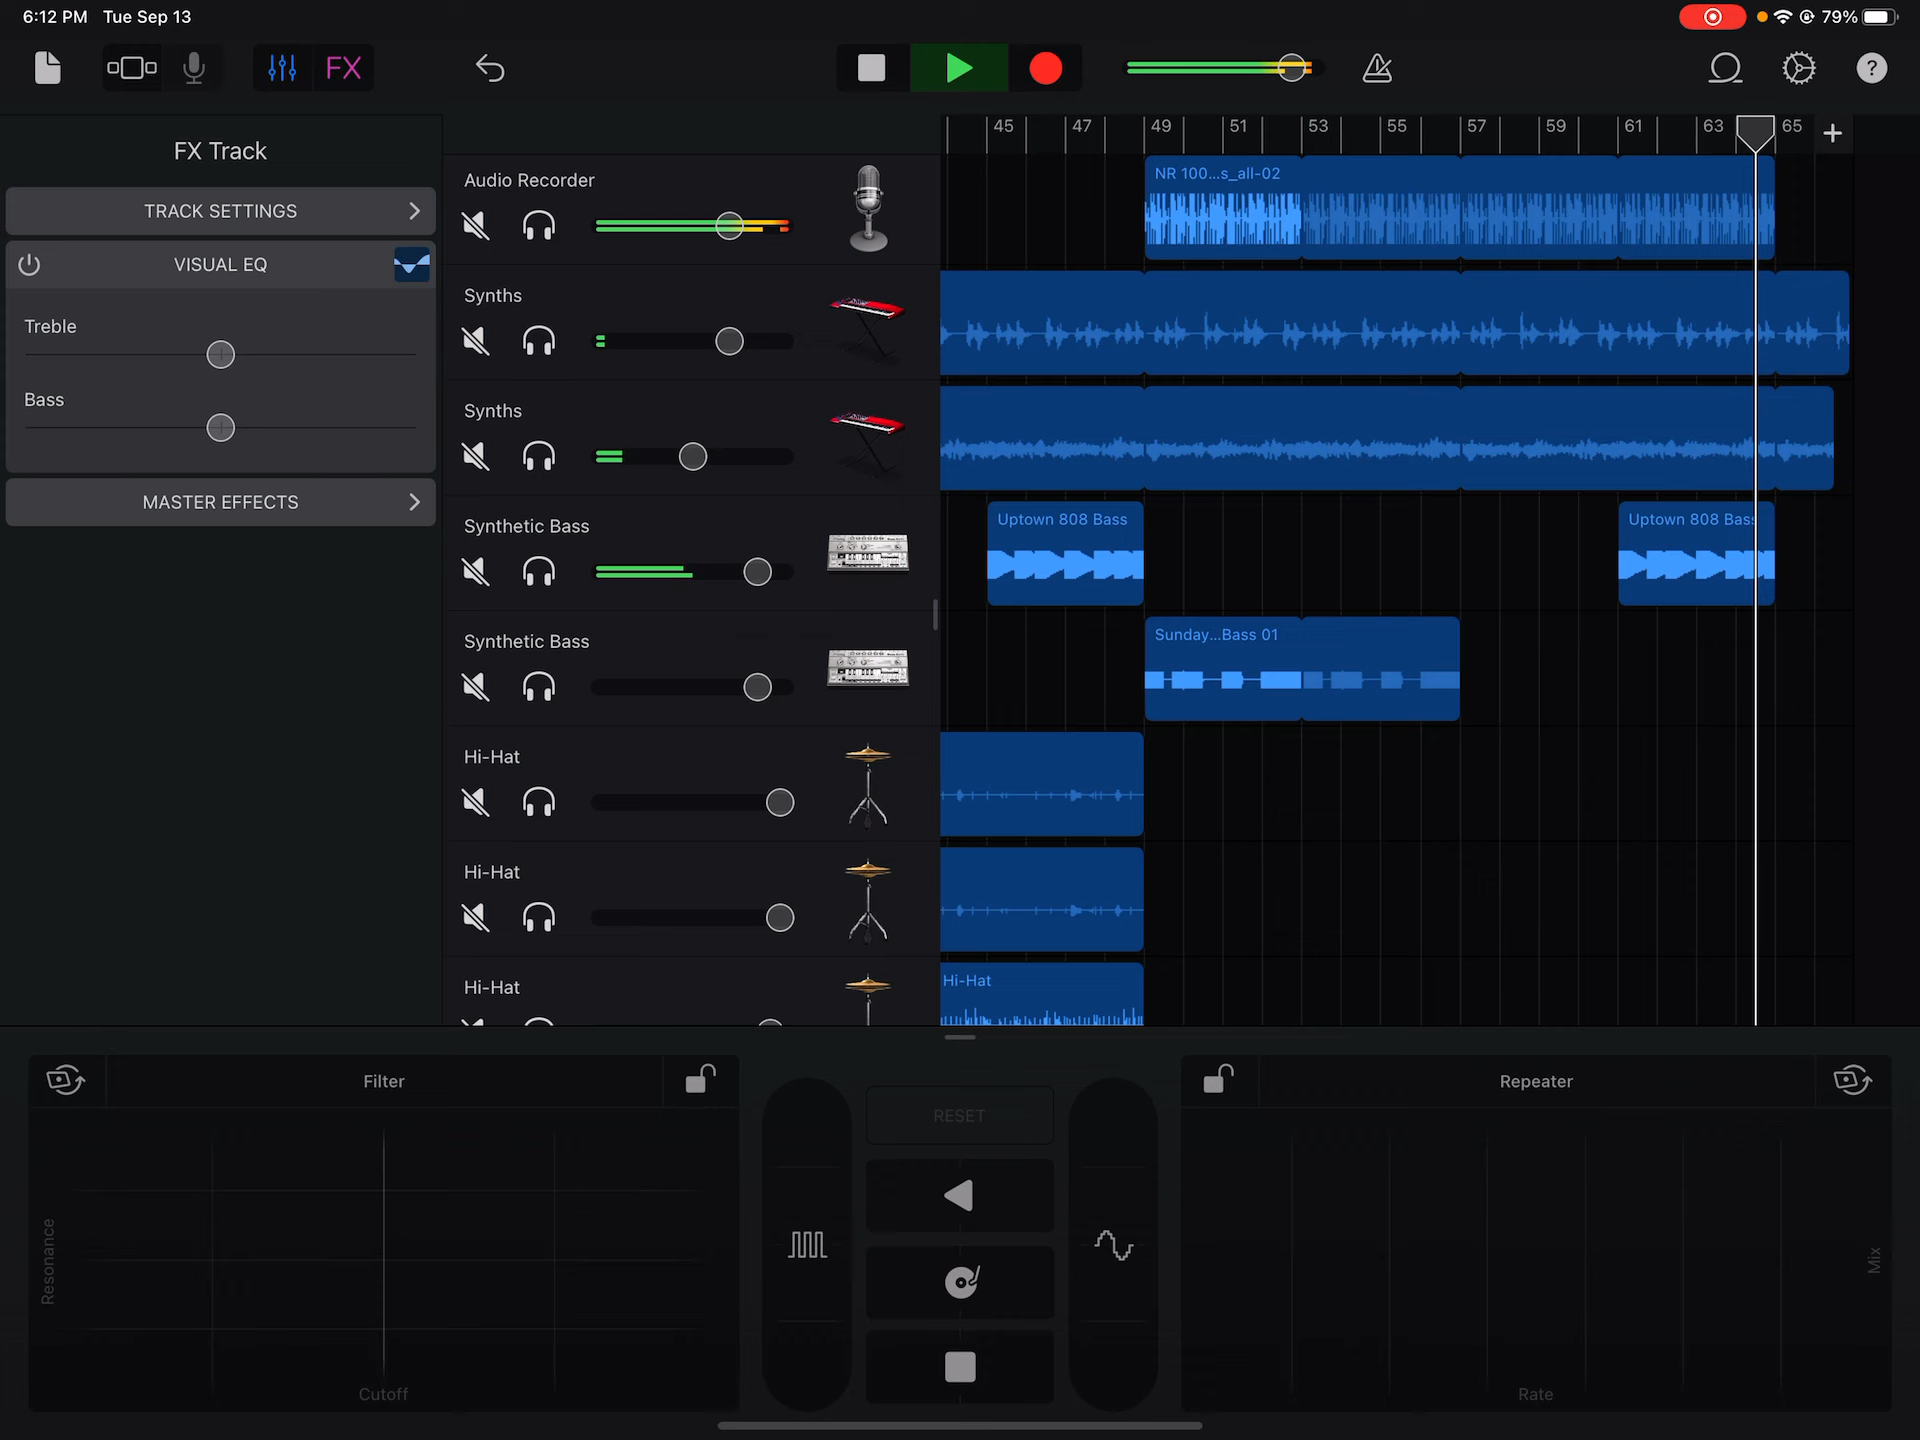 6:12 PM Tue Sep 13
79%
FX
?
FX Track
TRACK SETTINGS
VISUAL EQ
Treble
Bass
MASTER EFFECTS
45 47 49 51 53 55 57 59 61 63 65 +
Audio Recorder
NR 100...s_all-02
Synths
Synths
Synthetic Bass
Uptown 808 Bass
Uptown 808 Bass
Synthetic Bass
Sunday...Bass 01
Hi-Hat
Hi-Hat
Hi-Hat
Hi-Hat
Filter
Resonance
Cutoff
RESET
Repeater
Mix
Rate